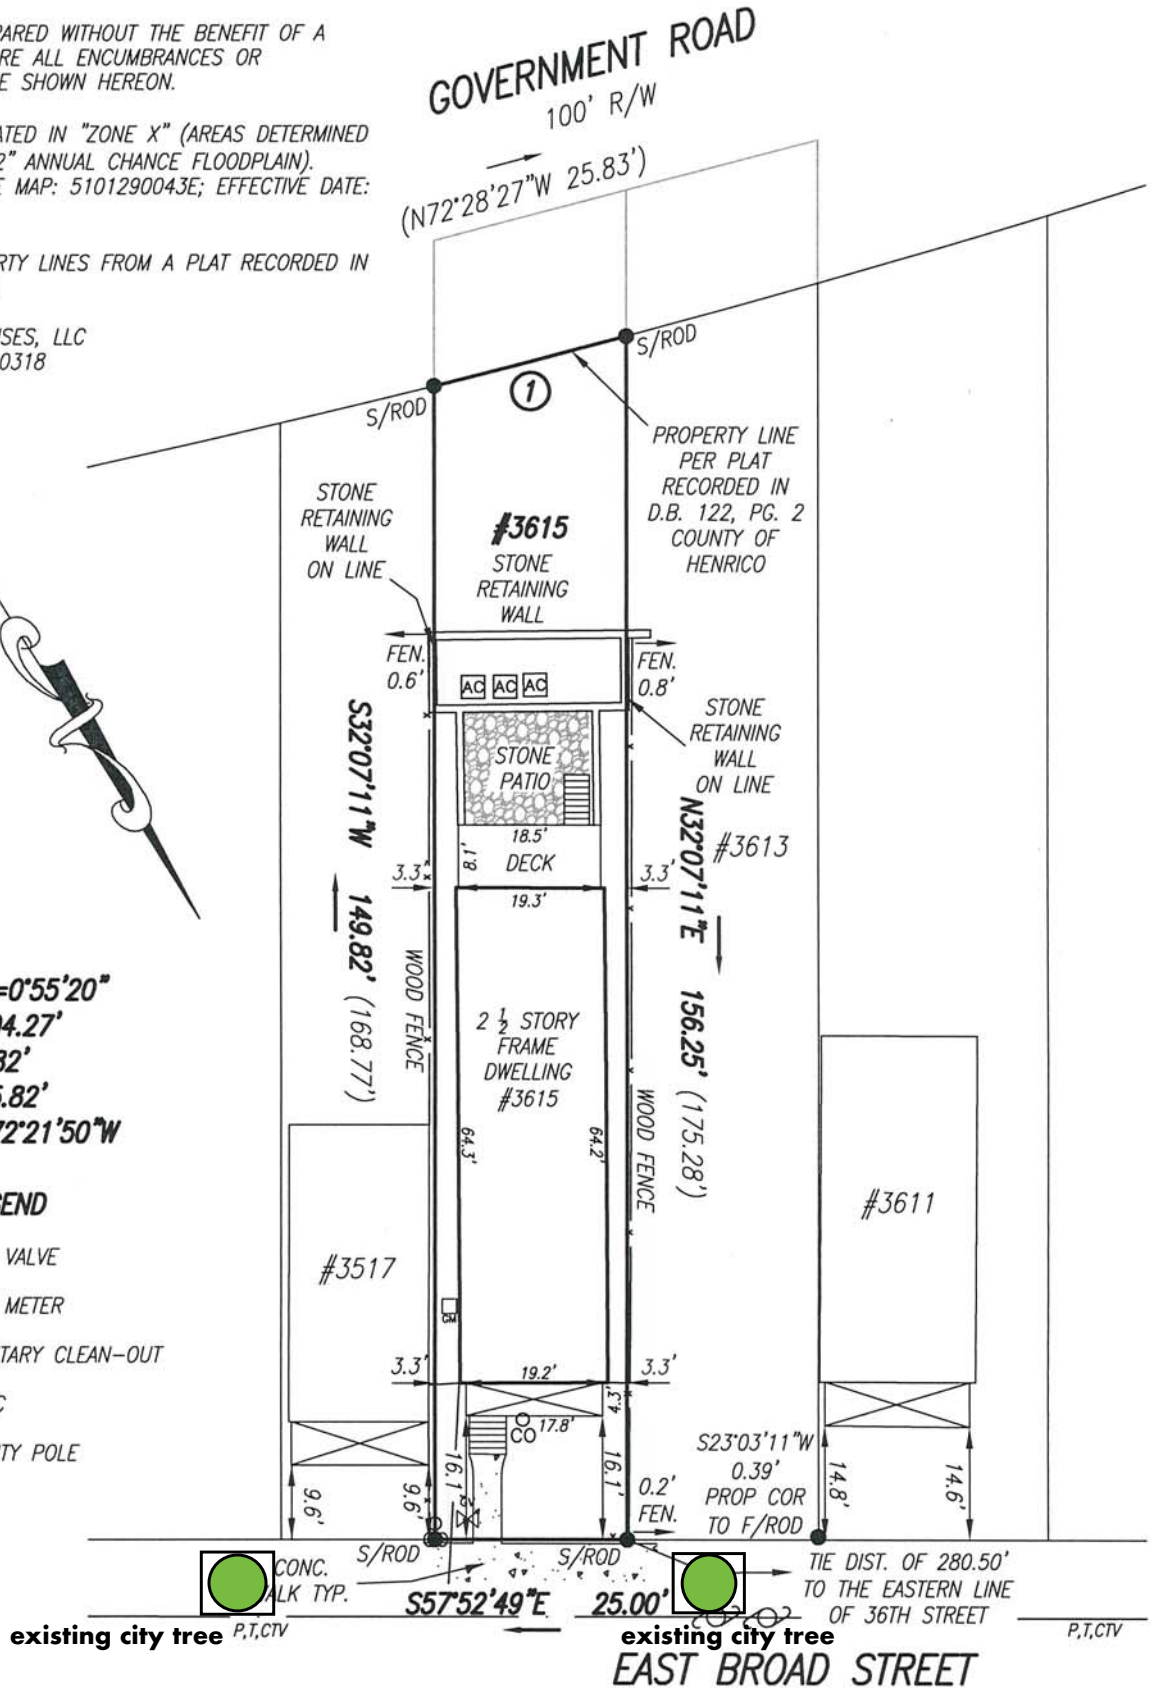 PARED WITHOUT THE BENEFIT OF A
RE ALL ENCUMBRANCES OR
E SHOWN HEREON.
ATED IN "ZONE X" (AREAS DETERMINED
2" ANNUAL CHANCE FLOODPLAIN).
E MAP: 5101290043E; EFFECTIVE DATE:
RTY LINES FROM A PLAT RECORDED IN
SES, LLC
0318
GOVERNMENT ROAD
100' R/W
(N72°28'27"W 25.83')
S/ROD
S/ROD
1
PROPERTY LINE
PER PLAT
RECORDED IN
D.B. 122, PG. 2
COUNTY OF
HENRICO
STONE
RETAINING
WALL
ON LINE
#3615
STONE
RETAINING
WALL
FEN.
0.6'
FEN.
0.8'
AC AC AC
STONE
RETAINING
WALL
ON LINE
STONE
PATIO
S32°07'11"W 149.82' (168.77')
N32°07'11"E 156.25' (175.28')
#3613
18.5'
8.1'
DECK
3.3'
3.3'
19.3'
WOOD FENCE
WOOD FENCE
=0°55'20"
04.27'
32'
5.82'
72°21'50"W
2 1/2 STORY
FRAME
DWELLING
#3615
64.3'
64.2'
#3517
#3611
GEND
VALVE
METER
TARY CLEAN-OUT
C
ITY POLE
GM
3.3'
19.2'
3.3'
4.3'
17.8'
CO
16.1'
16.1'
9.6'
9.6'
14.8'
14.6'
S23°03'11"W
0.39'
PROP COR
TO F/ROD
0.2'
FEN.
S/ROD
S/ROD
CONC.
ALK TYP.
S57°52'49"E 25.00'
TIE DIST. OF 280.50'
TO THE EASTERN LINE
OF 36TH STREET
P,T,CTV
P,T,CTV
existing city tree
existing city tree
EAST BROAD STREET